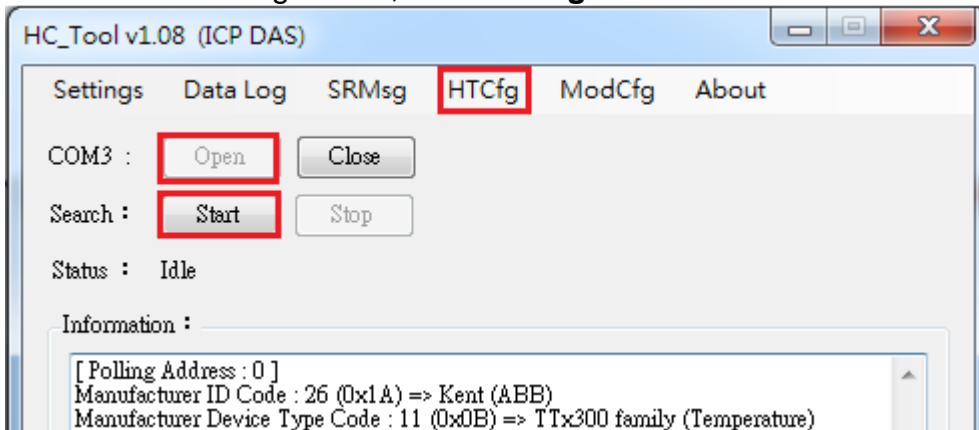 HC_Tool v1.08 (ICP DAS)
Settings Data Log SRMsg HTCfg ModCfg About
COM3 : Open Close
Search : Start Stop
Status : Idle
Information :
[ Polling Address : 0 ]
Manufacturer ID Code : 26 (0x1A) => Kent (ABB)
Manufacturer Device Type Code : 11 (0x0B) => TTx300 family (Temperature)